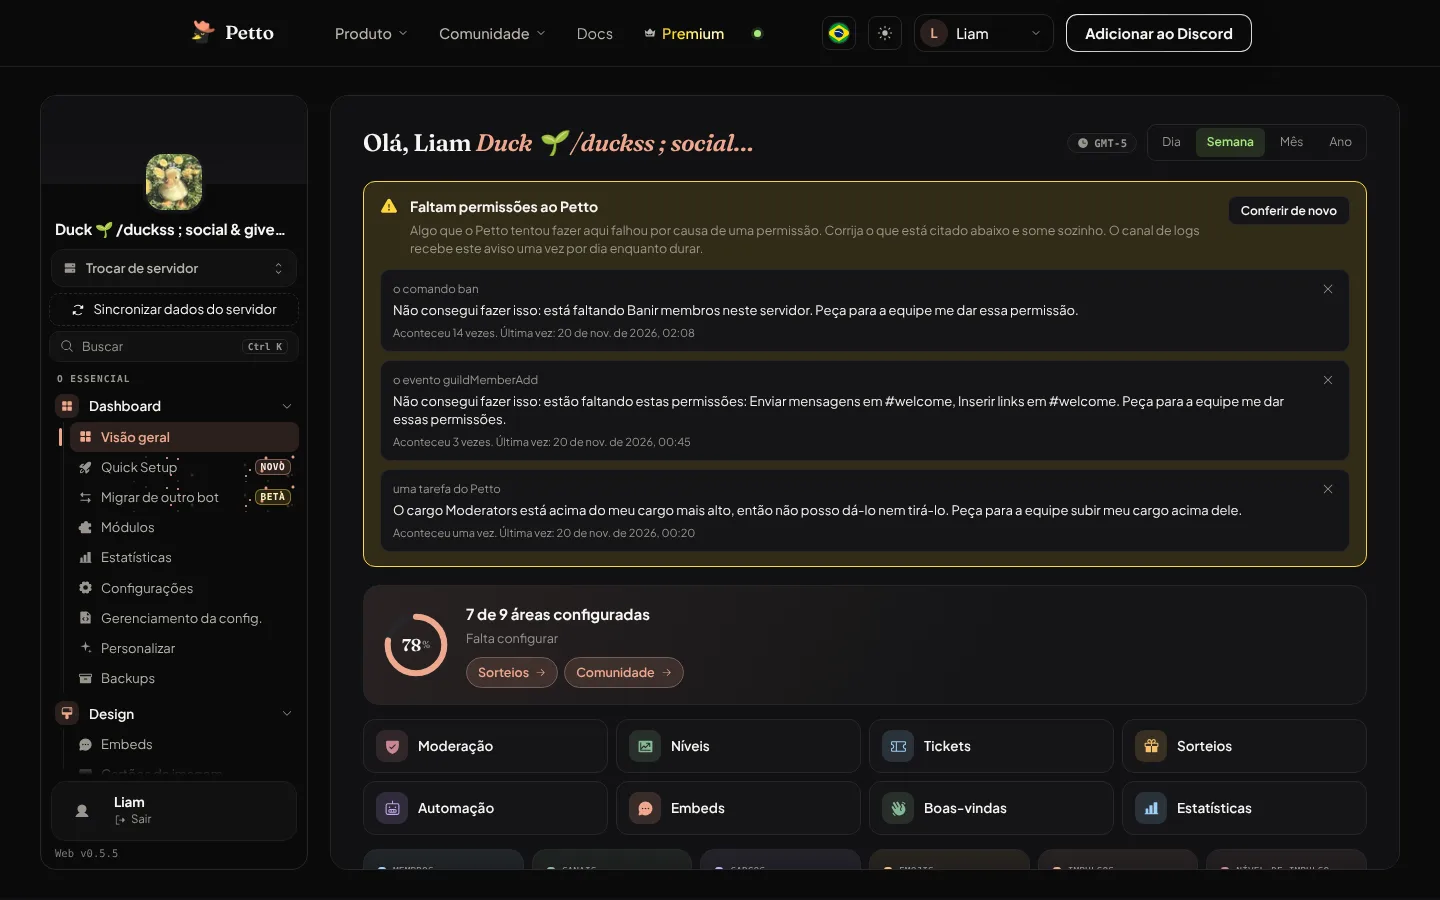 Petto
Produto
Comunidade
Docs
Premium
L
Liam
Adicionar ao Discord
Duck 🌱 /duckss ; social & give…
Trocar de servidor
Sincronizar dados do servidor
Buscar
Ctrl K
O ESSENCIAL
Dashboard
Visão geral
Quick Setup
NOVO
Migrar de outro bot
BETA
Módulos
Estatísticas
Configurações
Gerenciamento da config.
Personalizar
Backups
Design
Embeds
Liam
Sair
Web v0.5.5
Olá, Liam Duck 🌱 /duckss ; social…
GMT-5
Dia
Semana
Mês
Ano
Faltam permissões ao Petto
Conferir de novo
Algo que o Petto tentou fazer aqui falhou por causa de uma permissão. Corrija o que está citado abaixo e some sozinho. O canal de logs
recebe este aviso uma vez por dia enquanto durar.
o comando ban
Não consegui fazer isso: está faltando Banir membros neste servidor. Peça para a equipe me dar essa permissão.
Aconteceu 14 vezes. Última vez: 20 de nov. de 2026, 02:08
o evento guildMemberAdd
Não consegui fazer isso: estão faltando estas permissões: Enviar mensagens em #welcome, Inserir links em #welcome. Peça para a equipe me dar
essas permissões.
Aconteceu 3 vezes. Última vez: 20 de nov. de 2026, 00:45
uma tarefa do Petto
O cargo Moderators está acima do meu cargo mais alto, então não posso dá-lo nem tirá-lo. Peça para a equipe subir meu cargo acima dele.
Aconteceu uma vez. Última vez: 20 de nov. de 2026, 00:20
78%
7 de 9 áreas configuradas
Falta configurar
Sorteios
Comunidade
Moderação
Níveis
Tickets
Sorteios
Automação
Embeds
Boas-vindas
Estatísticas